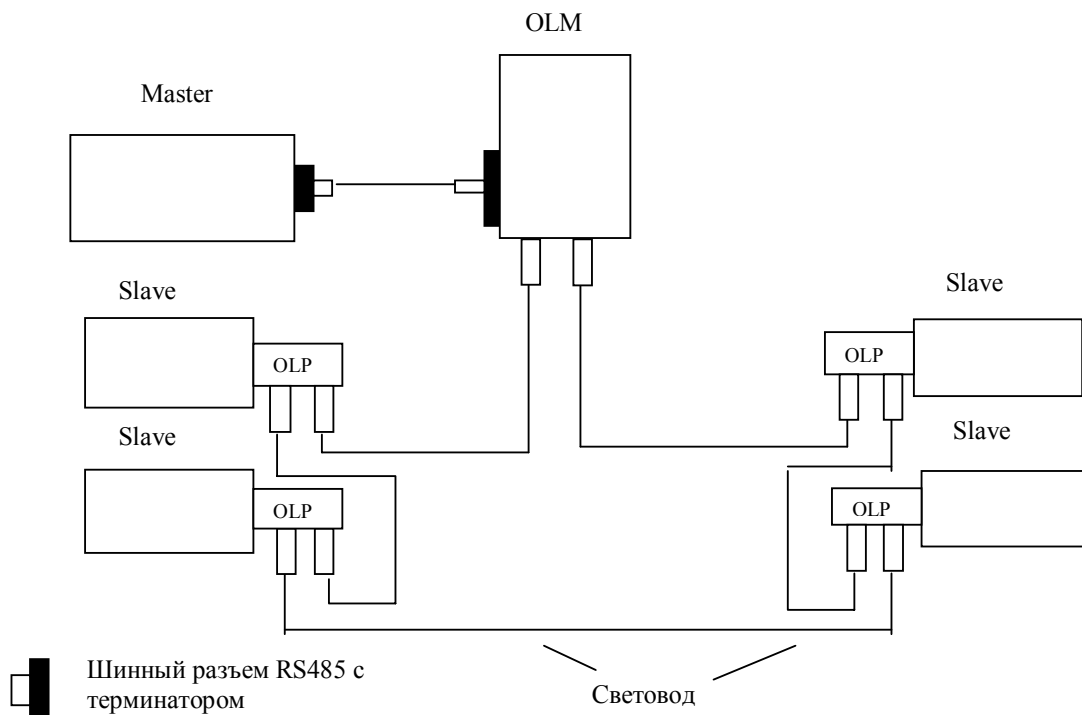 OLM
Master
Slave
Slave
OLP
OLP
Slave
Slave
OLP
OLP
Шинный разъем RS485 с
терминатором
Световод